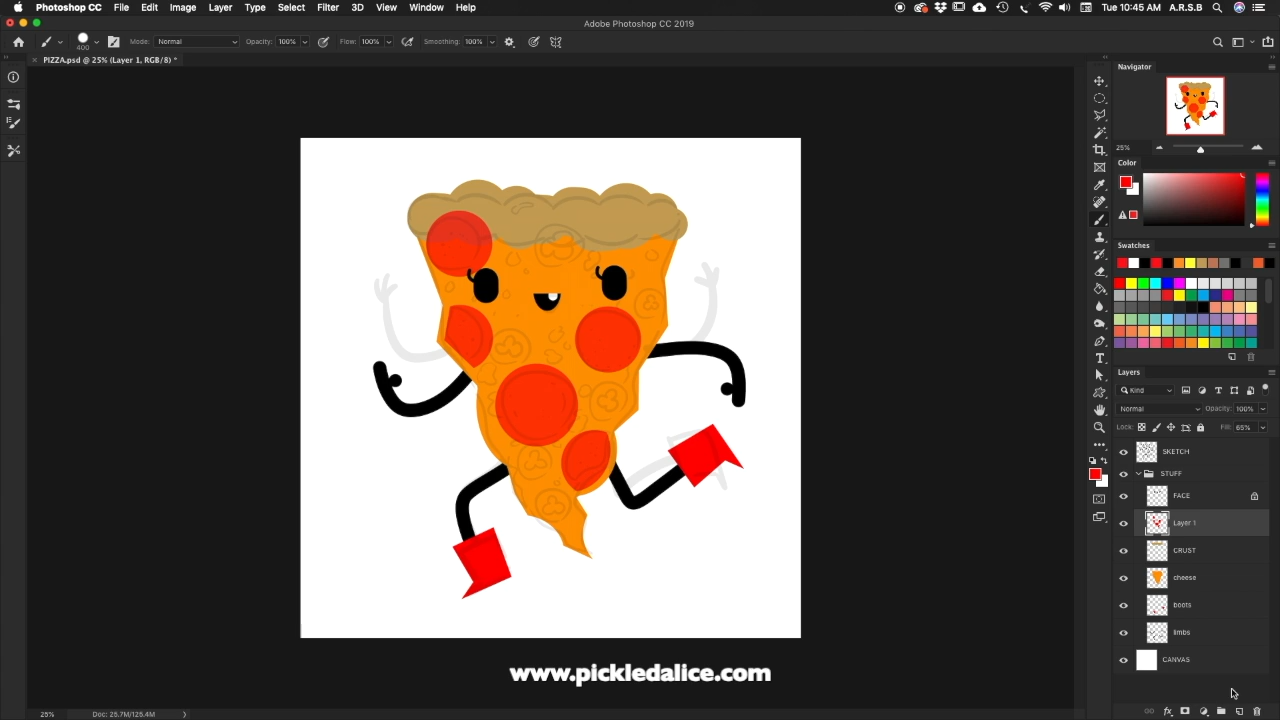 Photoshop CC File Edit Image Layer Type Select Filter 3D View Window Help Tue 10:45 AM A.R.S.B
Adobe Photoshop CC 2019
400 Mode: Normal Opacity: 100% Flow: 100% Smoothing: 100%
PIZZA.psd @ 25% (Layer 1, RGB/8) *
Navigator
25%
Color
Swatches
Layers
Kind
Normal Opacity: 100%
Lock: Fill: 65%
SKETCH
STUFF
FACE
Layer 1
CRUST
cheese
boots
limbs
CANVAS
www.pickledalice.com
25% Doc: 25.7M/125.4M